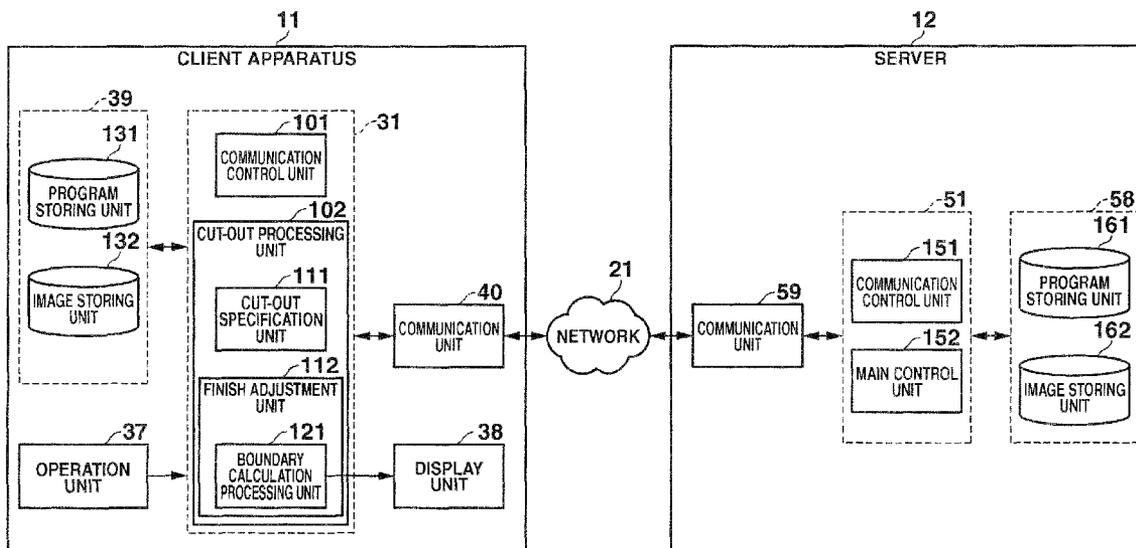 11
12
CLIENT APPARATUS
SERVER
39
31
131
101
PROGRAM
STORING UNIT
COMMUNICATION
CONTROL UNIT
102
CUT-OUT PROCESSING
UNIT
132
IMAGE STORING
UNIT
111
CUT-OUT
SPECIFICATION
UNIT
40
COMMUNICATION
UNIT
21
NETWORK
59
COMMUNICATION
UNIT
51
151
COMMUNICATION
CONTROL UNIT
152
MAIN CONTROL
UNIT
58
161
PROGRAM
STORING UNIT
162
IMAGE STORING
UNIT
112
FINISH ADJUSTMENT
UNIT
37
OPERATION
UNIT
121
BOUNDARY
CALCULATION
PROCESSING UNIT
38
DISPLAY
UNIT